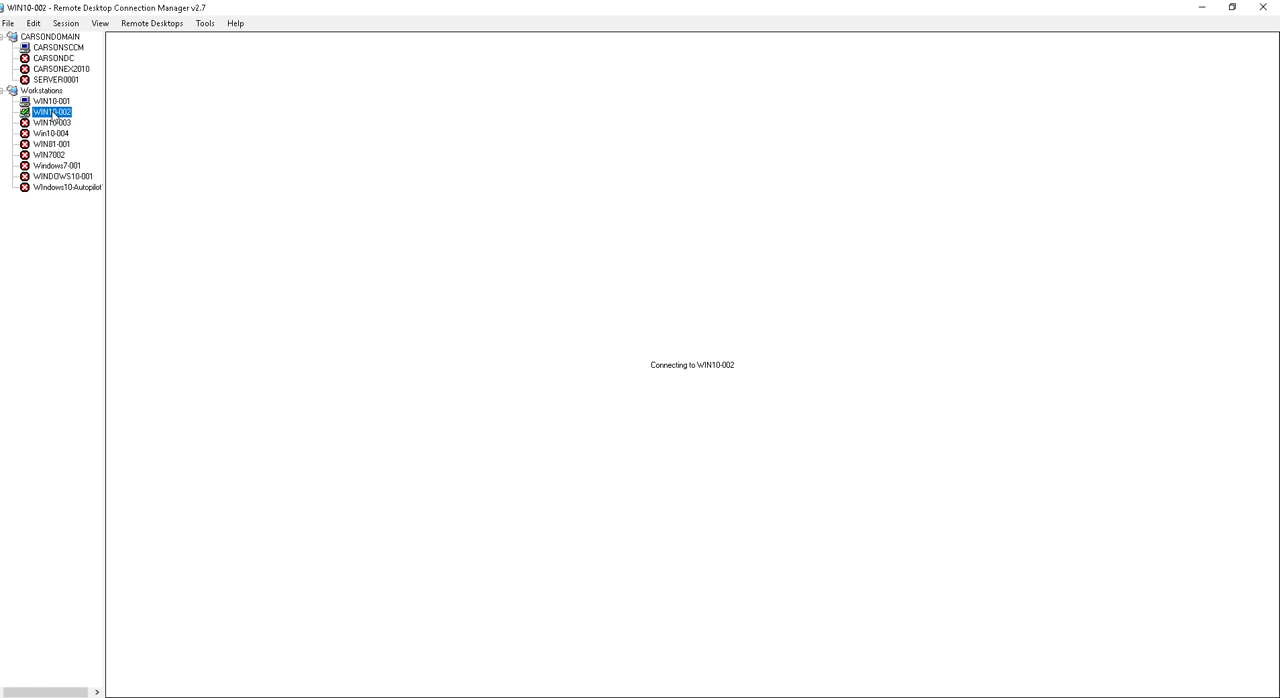 WIN10-002 - Remote Desktop Connection Manager v2.7
File Edit Session View Remote Desktops Tools Help
CARSONDOMAIN
CARSONSCCM
CARSONDC
CARSONEX2010
SERVER0001
Workstations
WIN10-001
WIN10-002
WIN10-003
Win10-004
WIN81-001
WIN7002
Windows7-001
WINDOWS10-001
WIndows10-Autopilot
Connecting to WIN10-002